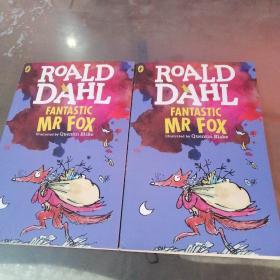 ROALD
DAHL
FANTASTIC
MR FOX
Illustrated by Quentin Blake
ROALD
DAHL
FANTASTIC
MR FOX
Illustrated by Quentin Blake